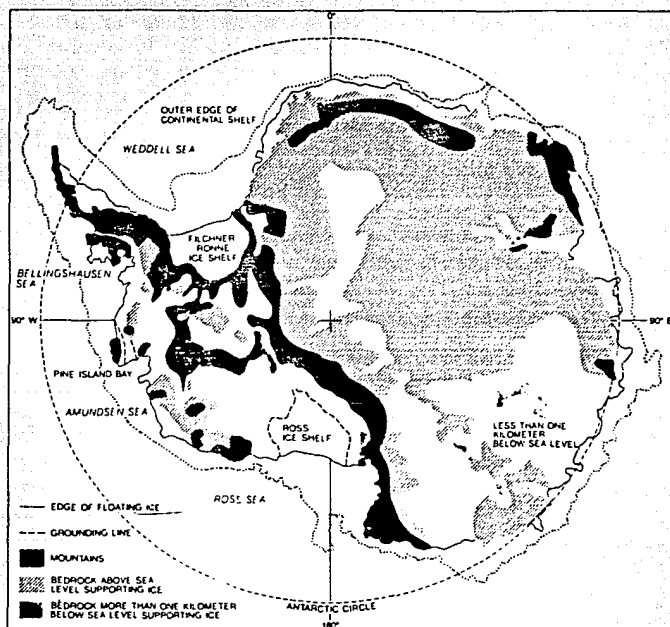 0°
OUTER EDGE OF
CONTINENTAL SHELF
WEDDELL SEA
FILCHNER
RONNE
ICE SHELF
BELLINGSHAUSEN
SEA
90° W
90° E
PINE ISLAND BAY
AMUNDSEN SEA
ROSS
ICE SHELF
LESS THAN ONE
KILOMETER
BELOW SEA LEVEL
ROSS SEA
EDGE OF FLOATING ICE
GROUNDING LINE
MOUNTAINS
BEDROCK ABOVE SEA
LEVEL SUPPORTING ICE
BEDROCK MORE THAN ONE KILOMETER
BELOW SEA LEVEL SUPPORTING ICE
ANTARCTIC CIRCLE
180°